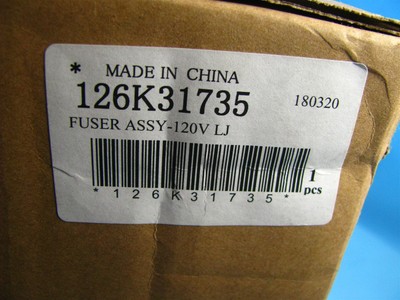 * MADE IN CHINA
126K31735 180320
FUSER ASSY-120V LJ
1
pcs
*126K31735*